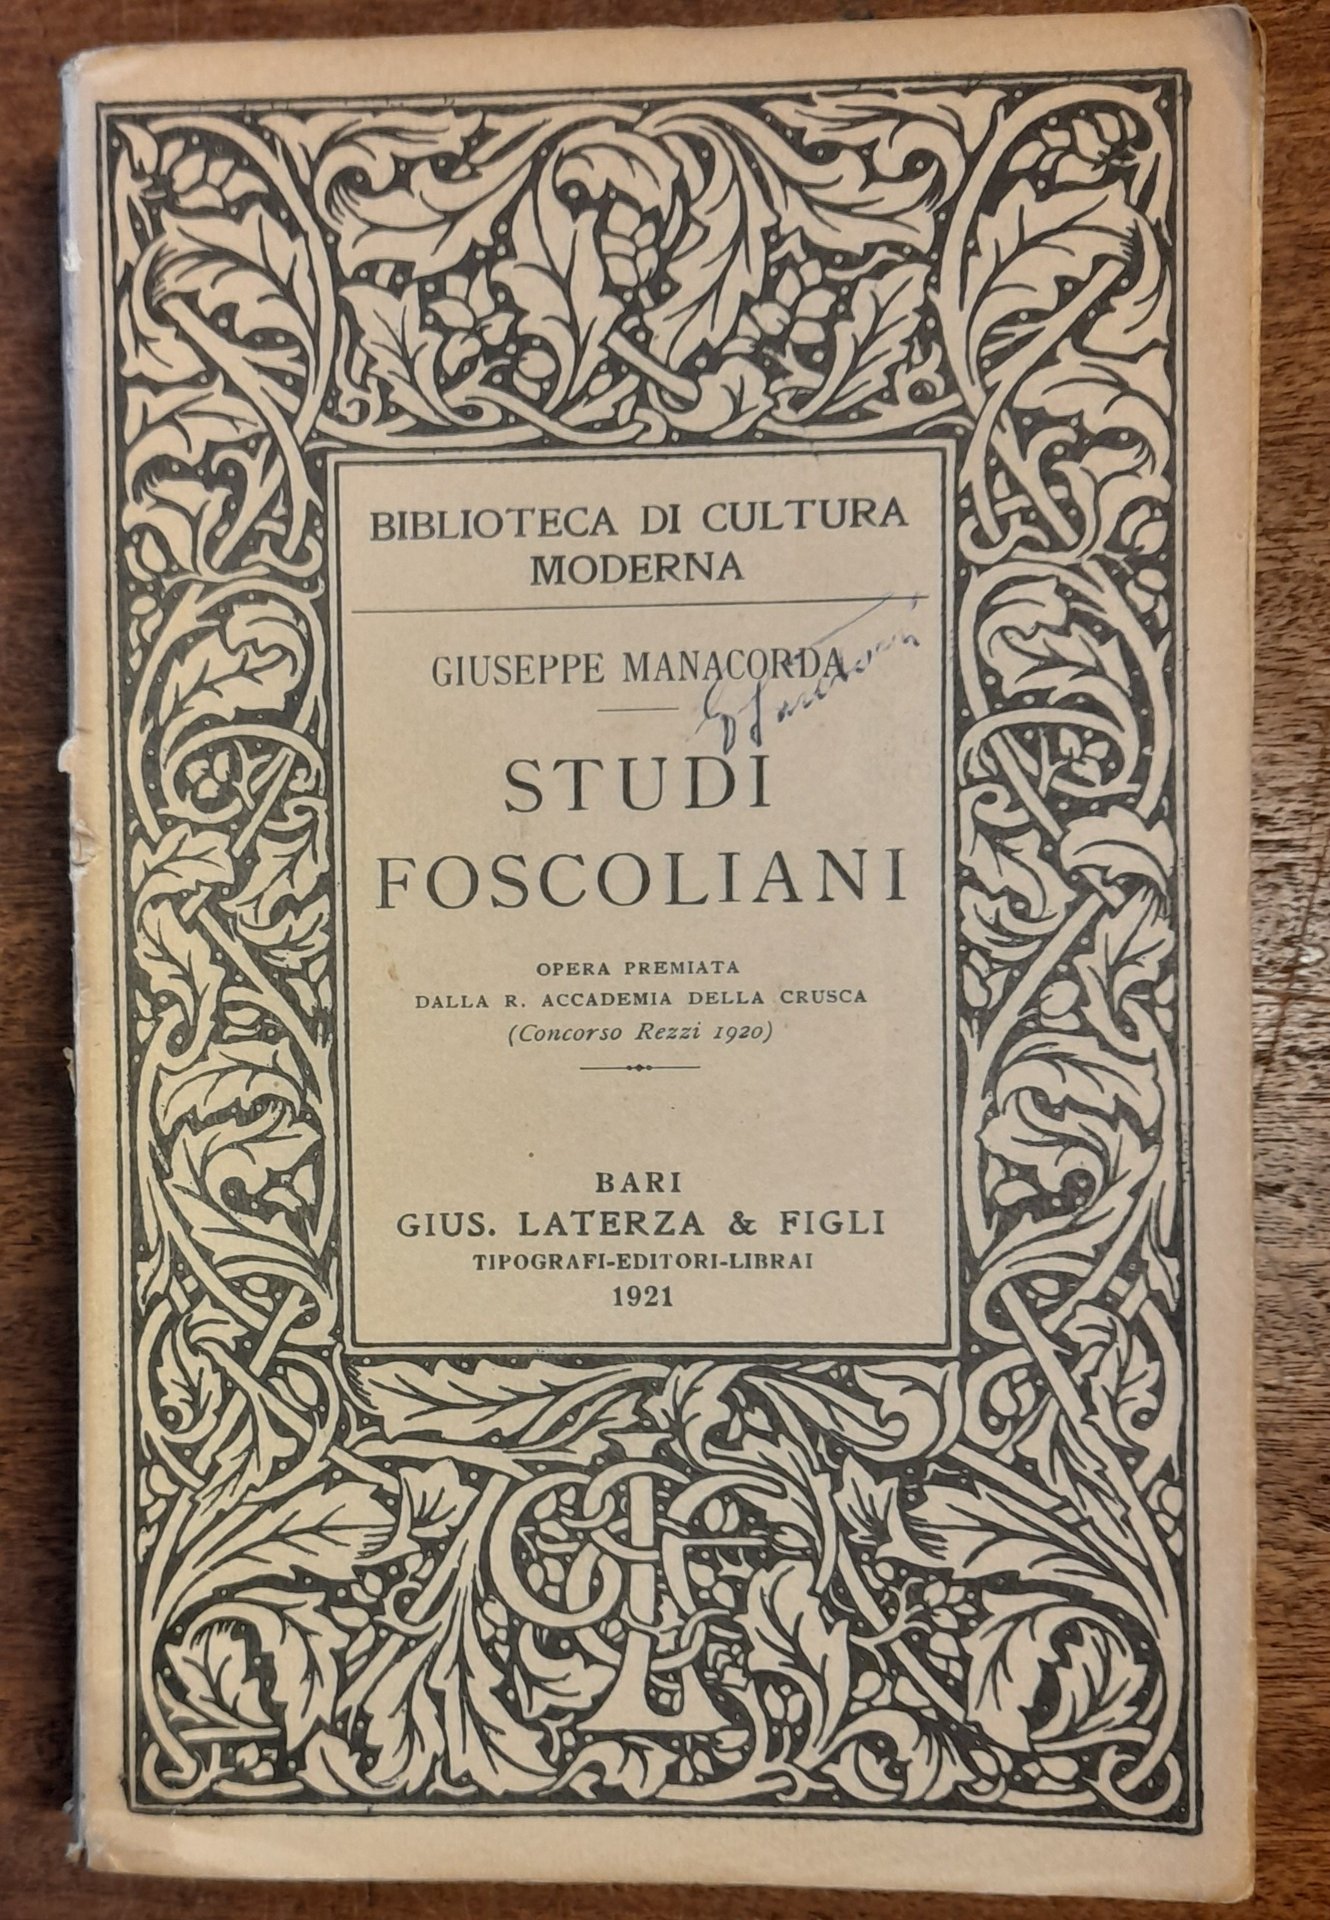 BIBLIOTECA DI CULTURA
MODERNA
GIUSEPPE MANACORDA
STUDI
FOSCOLIANI
OPERA PREMIATA
DALLA R. ACCADEMIA DELLA CRUSCA
(Concorso Rezzi 1920)
BARI
GIUS. LATERZA & FIGLI
TIPOGRAFI-EDITORI-LIBRAI
1921